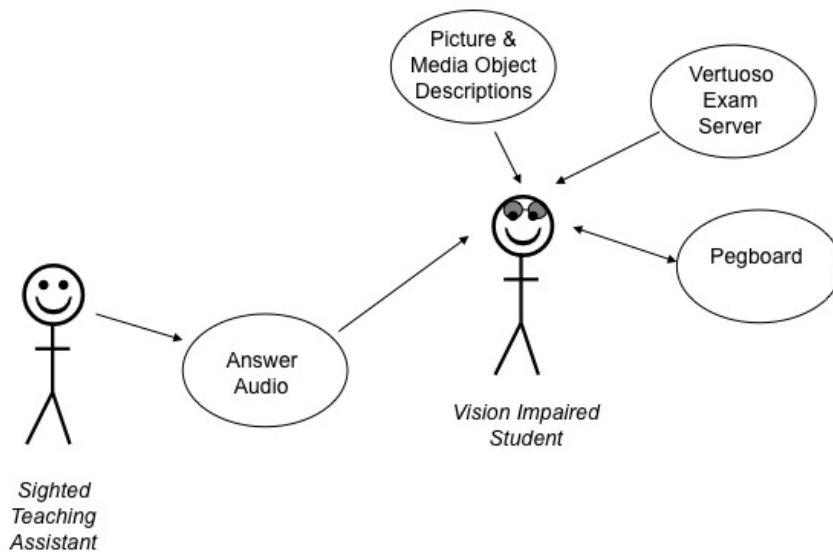 Picture &
Media Object
Descriptions
Vertuoso
Exam
Server
Pegboard
Answer
Audio
Vision Impaired
Student
Sighted
Teaching
Assistant